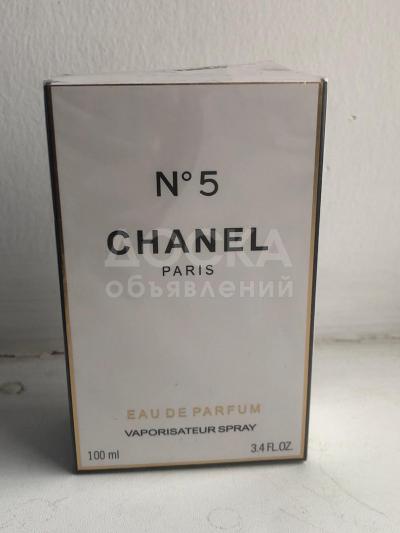 N° 5
CHANEL
PARIS
ДОСКА
объявлений
EAU DE PARFUM
VAPORISATEUR SPRAY
100 ml 3.4 FL.OZ.